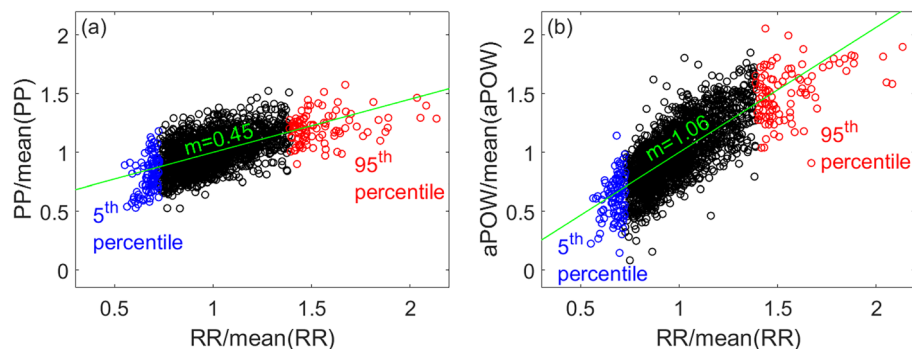 (a)
2
1.5
1
0.5
0
PP/mean(PP)
m=0.45
5th
percentile
95th
percentile
0.5 1 1.5 2
RR/mean(RR)
(b)
2
1.5
1
0.5
0
aPOW/mean(aPOW)
m=1.06
5th
percentile
95th
percentile
0.5 1 1.5 2
RR/mean(RR)